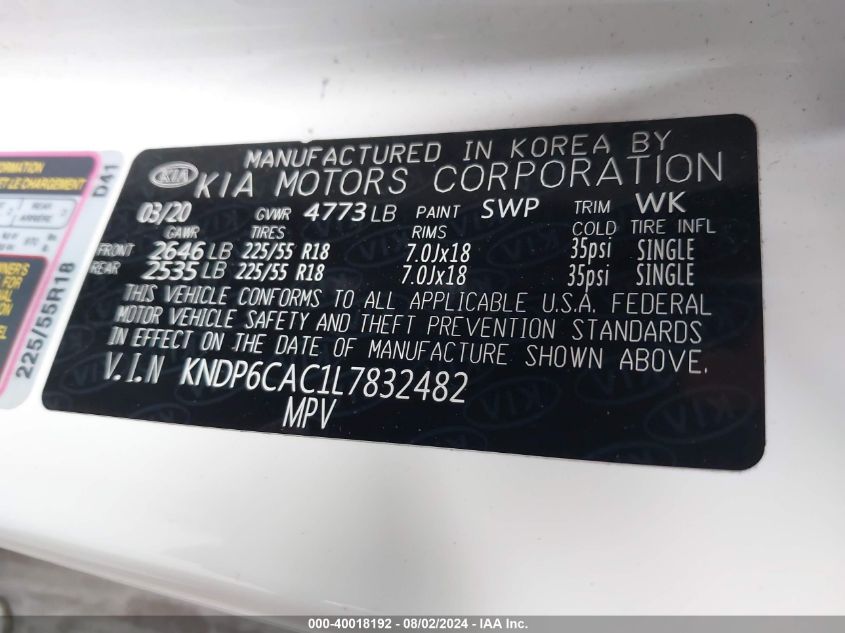 MANUFACTURED IN KOREA BY
KIA KIA MOTORS CORPORATION
03/20 GVWR 4773 LB PAINT SWP TRIM WK
GAWR TIRES RIMS COLD TIRE INFL
FRONT 2646 LB 225/55 R18 7.0Jx18 35psi SINGLE
REAR 2535 LB 225/55 R18 7.0Jx18 35psi SINGLE
THIS VEHICLE CONFORMS TO ALL APPLICABLE U.S.A. FEDERAL
MOTOR VEHICLE SAFETY AND THEFT PREVENTION STANDARDS
IN EFFECT ON THE DATE OF MANUFACTURE SHOWN ABOVE.
V.I.N KNDP6CAC1L7832482
MPV
D41
225/55R18
REAR
ARRIÈRE
000-40018192 - 08/02/2024 - IAA Inc.